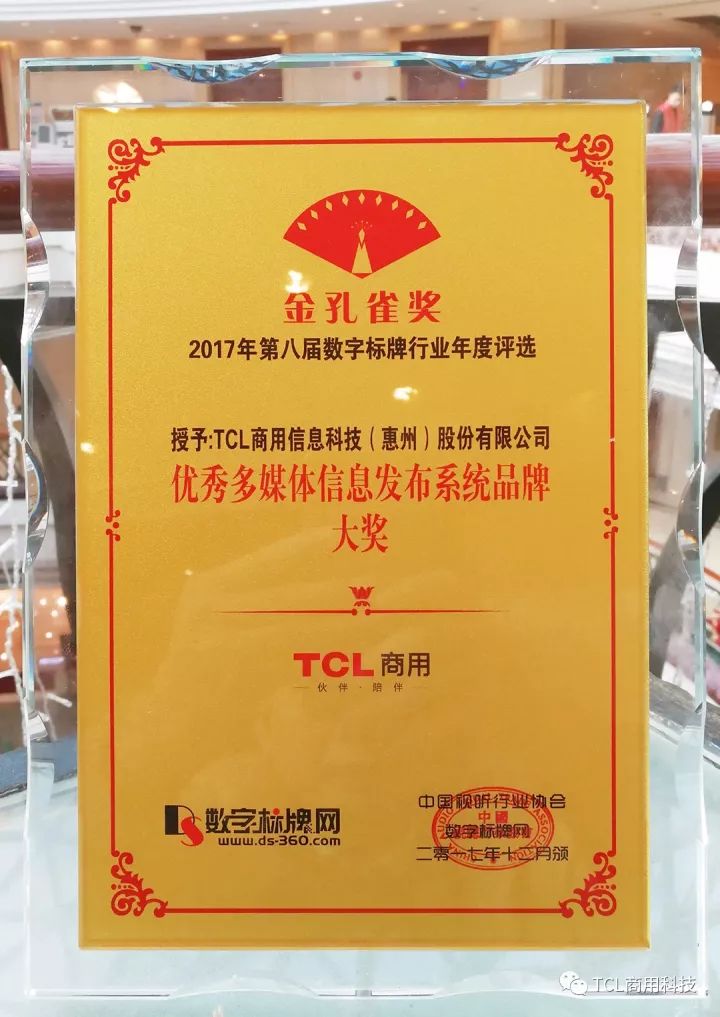 金孔雀奖
2017年第八届数字标牌行业年度评选
授予:TCL商用信息科技（惠州）股份有限公司
优秀多媒体信息发布系统品牌
大奖
TCL商用
伙伴·陪伴
DS 数字标牌网
www.ds-360.com
中国视听行业协会
中國
数字标牌网
二零一七年十二月颁
TCL商用科技